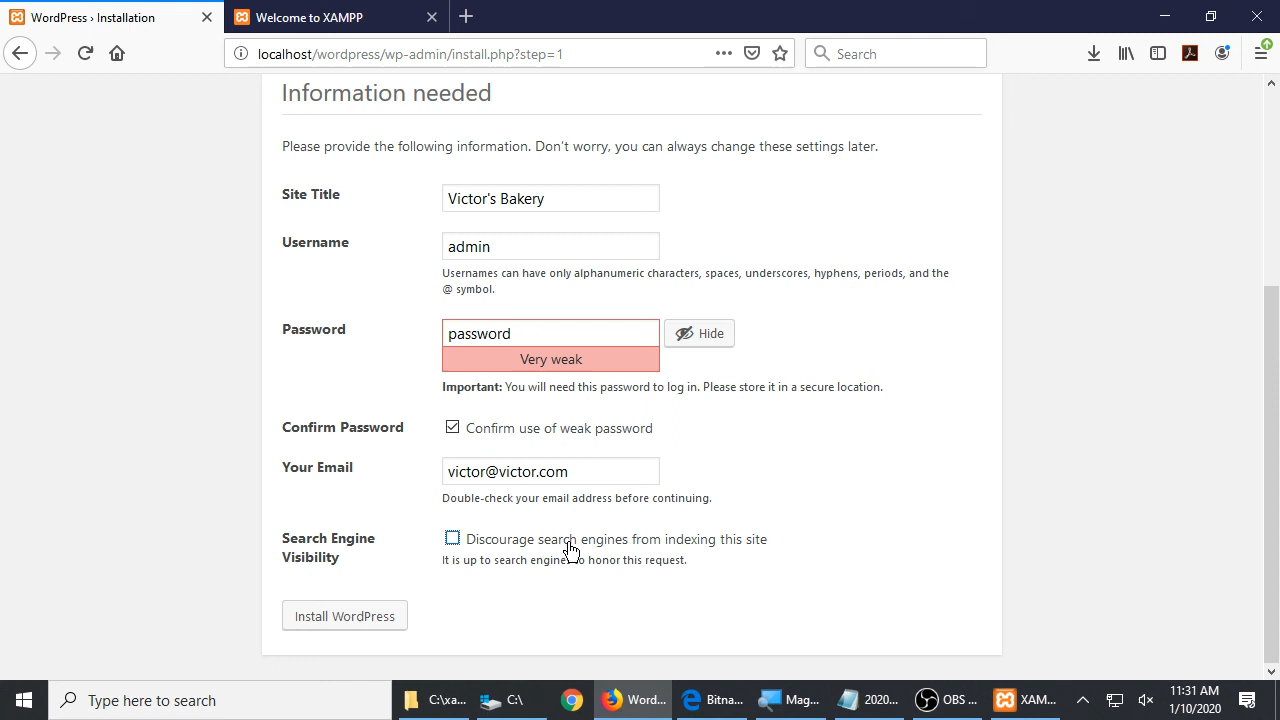 WordPress › Installation
Welcome to XAMPP
localhost/wordpress/wp-admin/install.php?step=1
Search
Information needed
Please provide the following information. Don't worry, you can always change these settings later.
Site Title
Victor's Bakery
Username
admin
Usernames can have only alphanumeric characters, spaces, underscores, hyphens, periods, and the
@ symbol.
Password
password
Hide
Very weak
Important: You will need this password to log in. Please store it in a secure location.
Confirm Password
Confirm use of weak password
Your Email
victor@victor.com
Double-check your email address before continuing.
Search Engine
Visibility
Discourage search engines from indexing this site
It is up to search engines to honor this request.
Install WordPress
Type here to search
C:\xa...
C:\
Word...
Bitna...
Mag...
2020...
OBS ...
XAM...
11:31 AM
1/10/2020